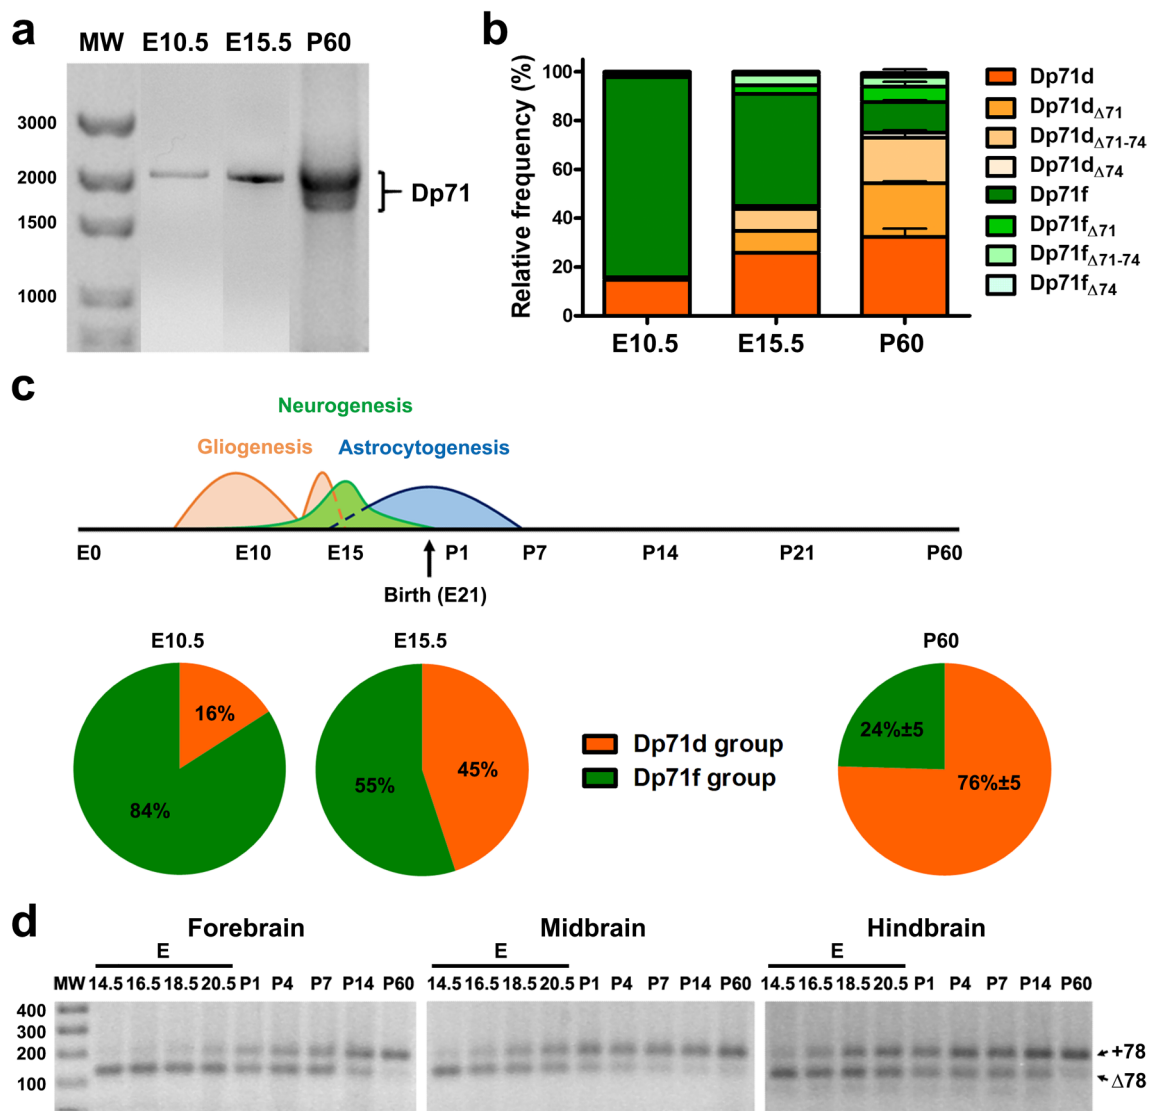 a
MW E10.5 E15.5 P60
3000
2000
1500
1000
Dp71
b
Relative frequency (%)
100
80
60
40
20
0
E10.5 E15.5 P60
Dp71d
Dp71dΔ71
Dp71dΔ71-74
Dp71dΔ74
Dp71f
Dp71fΔ71
Dp71fΔ71-74
Dp71fΔ74
c
Neurogenesis
Gliogenesis Astrocytogenesis
E0 E10 E15 P1 P7 P14 P21 P60
Birth (E21)
E10.5 E15.5 P60
16%
84%
45%
55%
Dp71d group
Dp71f group
24%±5
76%±5
d
Forebrain Midbrain Hindbrain
E E E
MW 14.5 16.5 18.5 20.5 P1 P4 P7 P14 P60 14.5 16.5 18.5 20.5 P1 P4 P7 P14 P60 14.5 16.5 18.5 20.5 P1 P4 P7 P14 P60
400
300
200
100
+78
Δ78